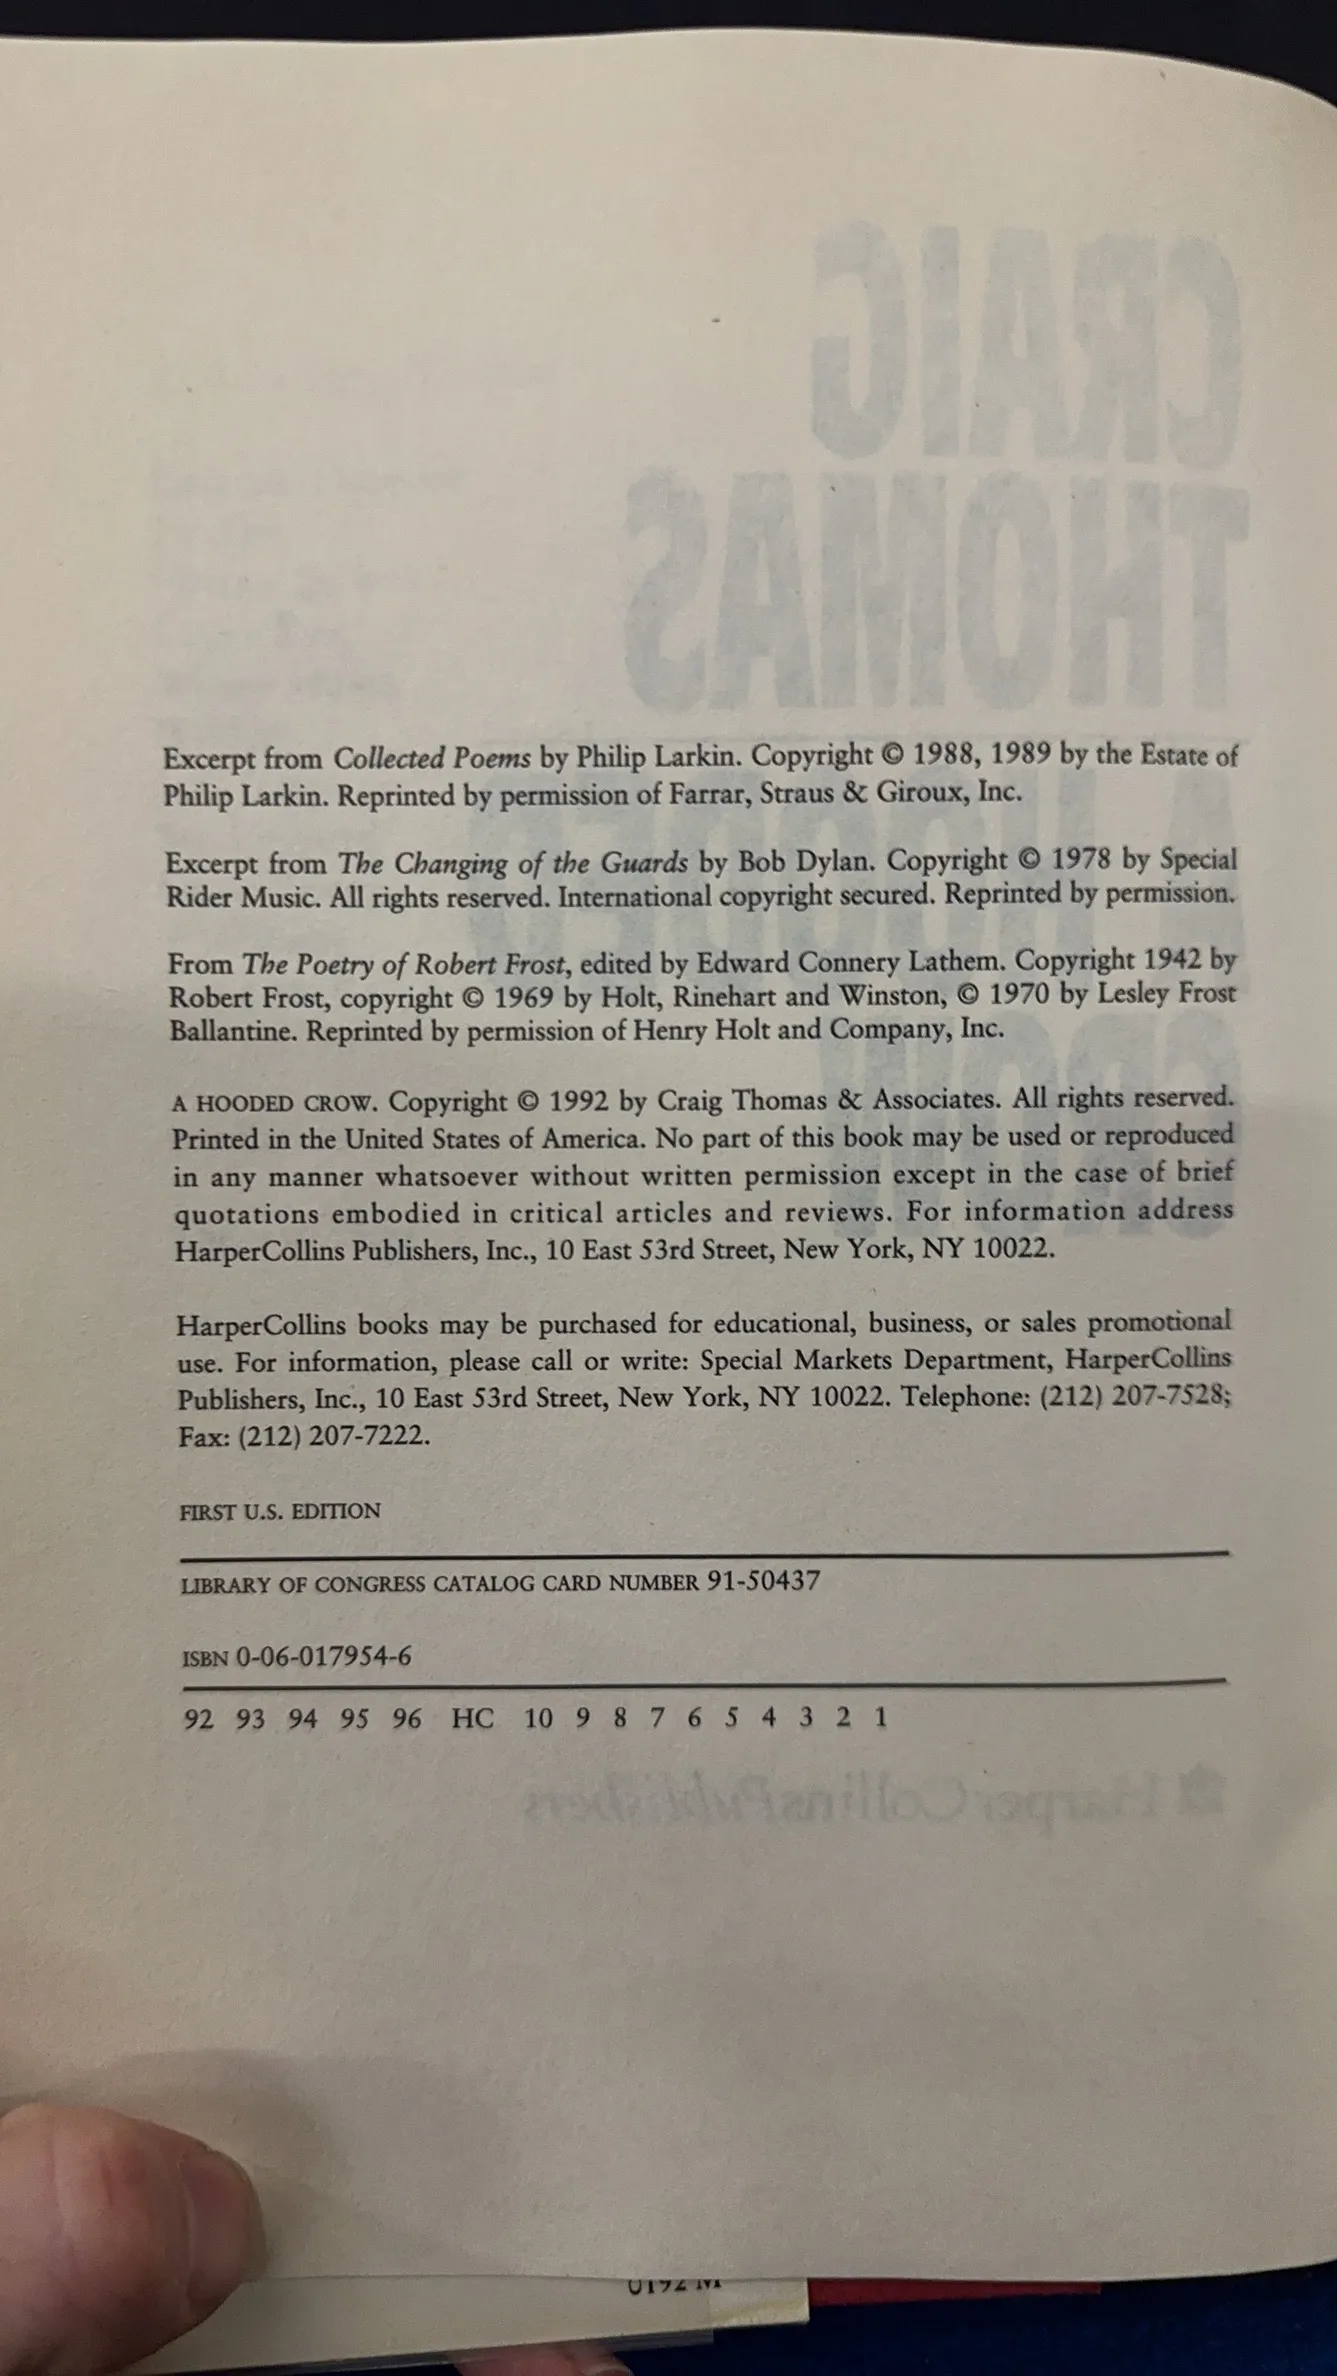 CRAIG
THOMAS
Excerpt from Collected Poems by Philip Larkin. Copyright © 1988, 1989 by the Estate of
Philip Larkin. Reprinted by permission of Farrar, Straus & Giroux, Inc.
Excerpt from The Changing of the Guards by Bob Dylan. Copyright © 1978 by Special
Rider Music. All rights reserved. International copyright secured. Reprinted by permission.
From The Poetry of Robert Frost, edited by Edward Connery Lathem. Copyright 1942 by
Robert Frost, copyright © 1969 by Holt, Rinehart and Winston, © 1970 by Lesley Frost
Ballantine. Reprinted by permission of Henry Holt and Company, Inc.
A HOODED CROW. Copyright © 1992 by Craig Thomas & Associates. All rights reserved.
Printed in the United States of America. No part of this book may be used or reproduced
in any manner whatsoever without written permission except in the case of brief
quotations embodied in critical articles and reviews. For information address
HarperCollins Publishers, Inc., 10 East 53rd Street, New York, NY 10022.
HarperCollins books may be purchased for educational, business, or sales promotional
use. For information, please call or write: Special Markets Department, HarperCollins
Publishers, Inc., 10 East 53rd Street, New York, NY 10022. Telephone: (212) 207-7528;
Fax: (212) 207-7222.
FIRST U.S. EDITION
LIBRARY OF CONGRESS CATALOG CARD NUMBER 91-50437
ISBN 0-06-017954-6
92 93 94 95 96 HC 10 9 8 7 6 5 4 3 2 1
HarperCollinsPublishers